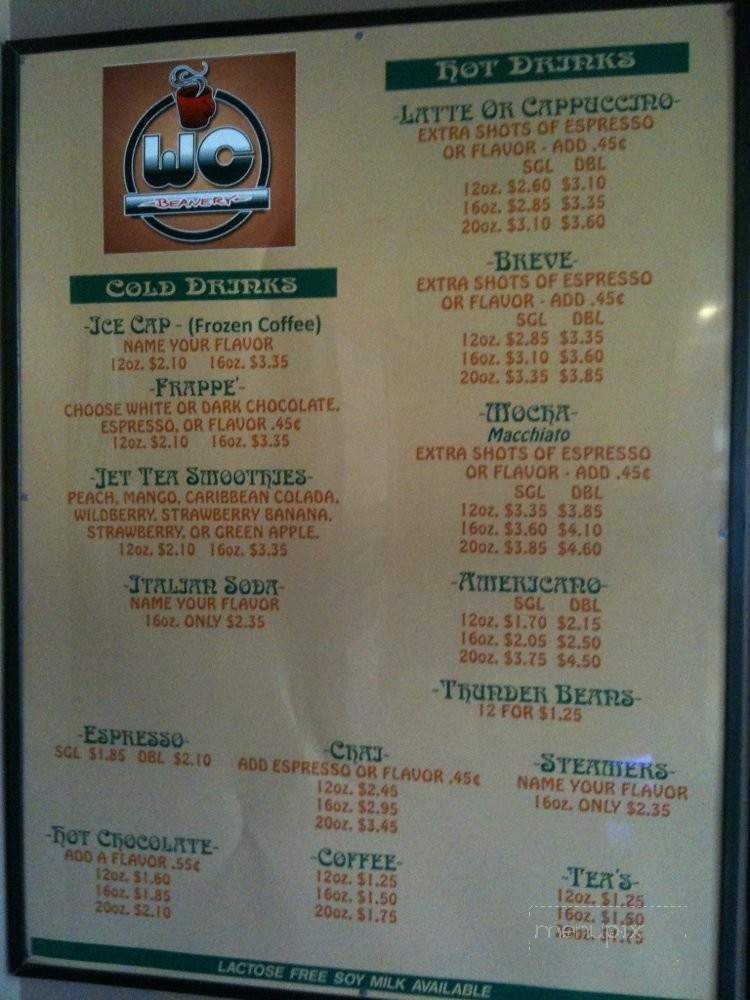 WC
BEANERY
COLD DRINKS
-ICE CAP - (Frozen Coffee)
NAME YOUR FLAVOR
12oz. $2.10 16oz. $3.35
-FRAPPE'-
CHOOSE WHITE OR DARK CHOCOLATE,
ESPRESSO, OR FLAVOR .45¢
12oz. $2.10 16oz. $3.35
-JET TEA SMOOTHIES-
PEACH, MANGO, CARIBBEAN COLADA,
WILDBERRY, STRAWBERRY BANANA,
STRAWBERRY, OR GREEN APPLE.
12oz. $2.10 16oz. $3.35
-ITALIAN SODA-
NAME YOUR FLAVOR
16oz. ONLY $2.35
HOT DRINKS
-LATTE OR CAPPUCCINO-
EXTRA SHOTS OF ESPRESSO
OR FLAVOR - ADD .45¢
SGL DBL
12oz. $2.60 $3.10
16oz. $2.85 $3.35
20oz. $3.10 $3.60
-BREVE-
EXTRA SHOTS OF ESPRESSO
OR FLAVOR - ADD .45¢
SGL DBL
12oz. $2.85 $3.35
16oz. $3.10 $3.60
20oz. $3.35 $3.85
-MOCHA-
Macchiato
EXTRA SHOTS OF ESPRESSO
OR FLAVOR - ADD .45¢
SGL DBL
12oz. $3.35 $3.85
16oz. $3.60 $4.10
20oz. $3.85 $4.60
-AMERICANO-
SGL DBL
12oz. $1.70 $2.15
16oz. $2.05 $2.50
20oz. $3.75 $4.50
-THUNDER BEANS-
12 FOR $1.25
-ESPRESSO-
SGL $1.85 DBL $2.10
-CHAI-
ADD ESPRESSO OR FLAVOR .45¢
12oz. $2.45
16oz. $2.95
20oz. $3.45
-STEAMERS-
NAME YOUR FLAVOR
16oz. ONLY $2.35
-HOT CHOCOLATE-
ADD A FLAVOR .55¢
12oz. $1.60
16oz. $1.85
20oz. $2.10
-COFFEE-
12oz. $1.25
16oz. $1.50
20oz. $1.75
-TEA'S-
12oz. $1.25
16oz. $1.50
20oz. $1.75
menupix
LACTOSE FREE SOY MILK AVAILABLE